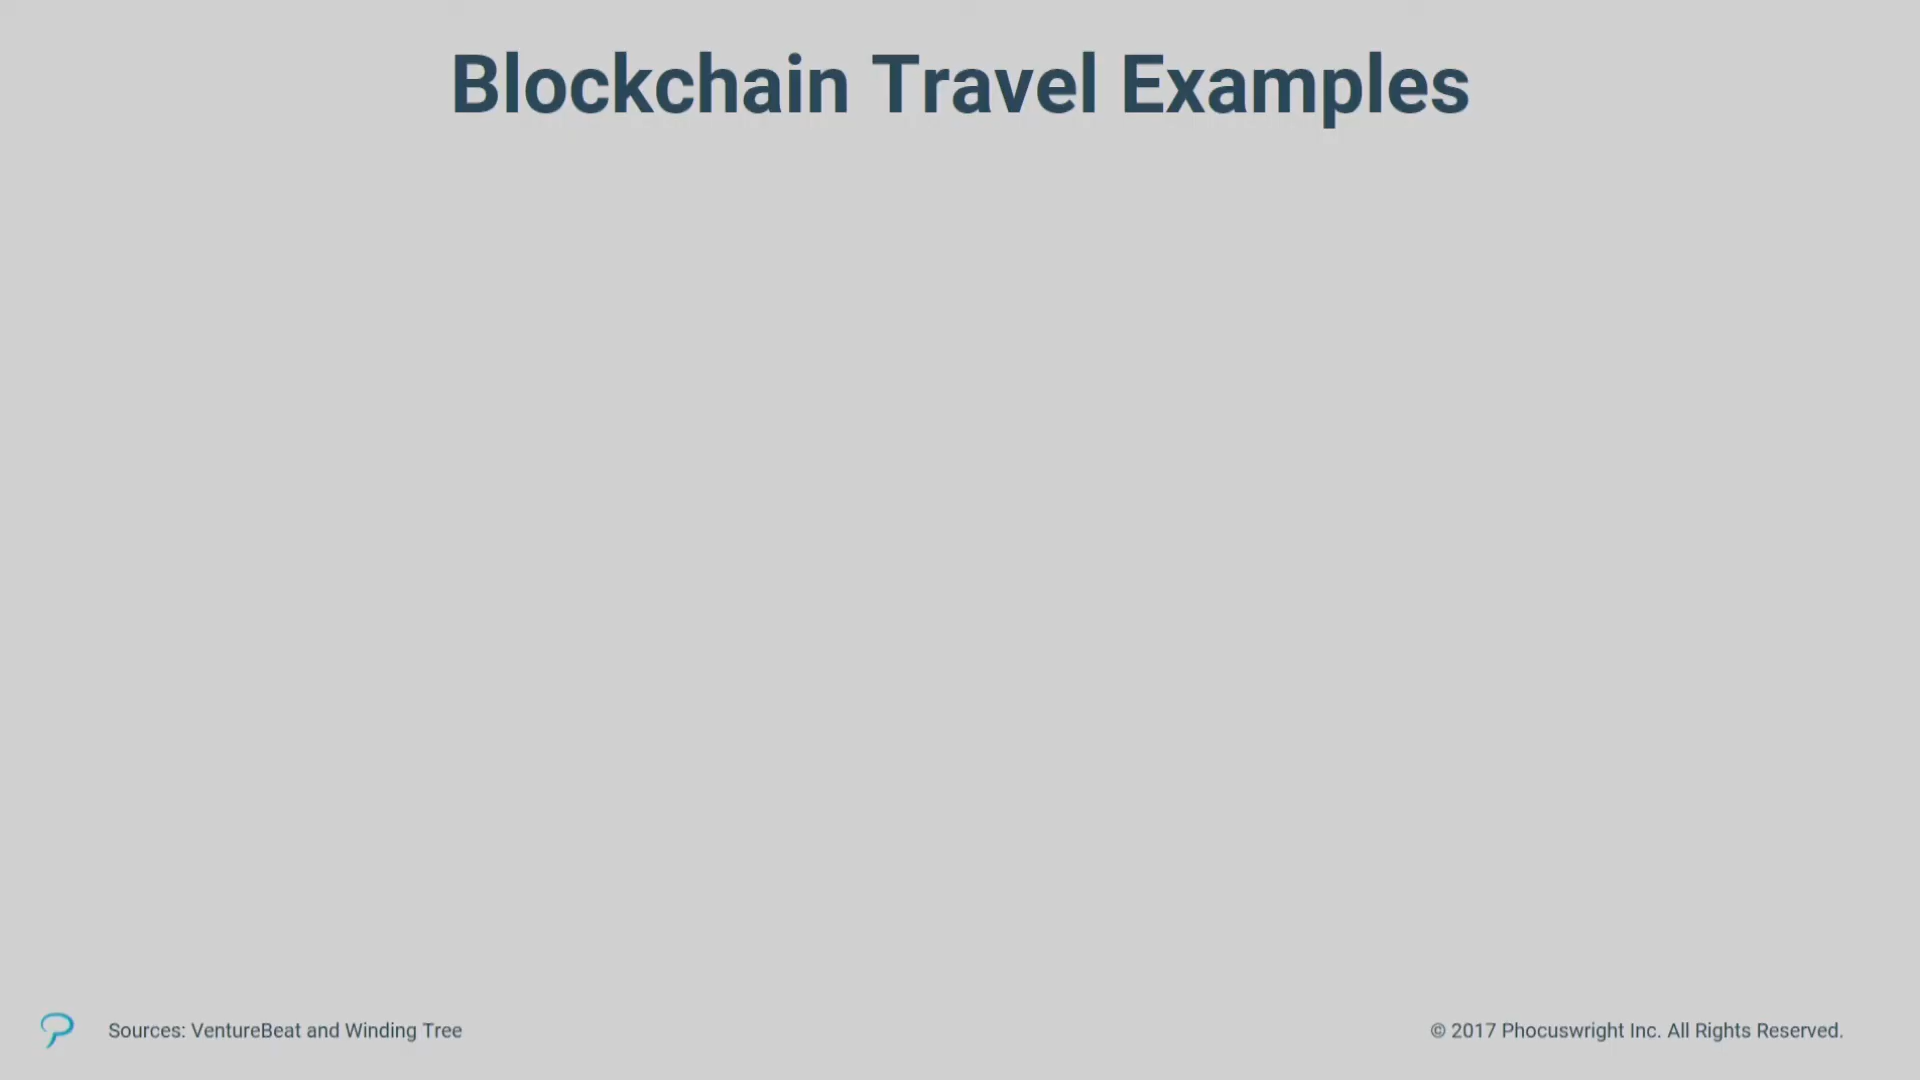 Blockchain Travel Examples
Sources: VentureBeat and Winding Tree
© 2017 Phocuswright Inc. All Rights Reserved.